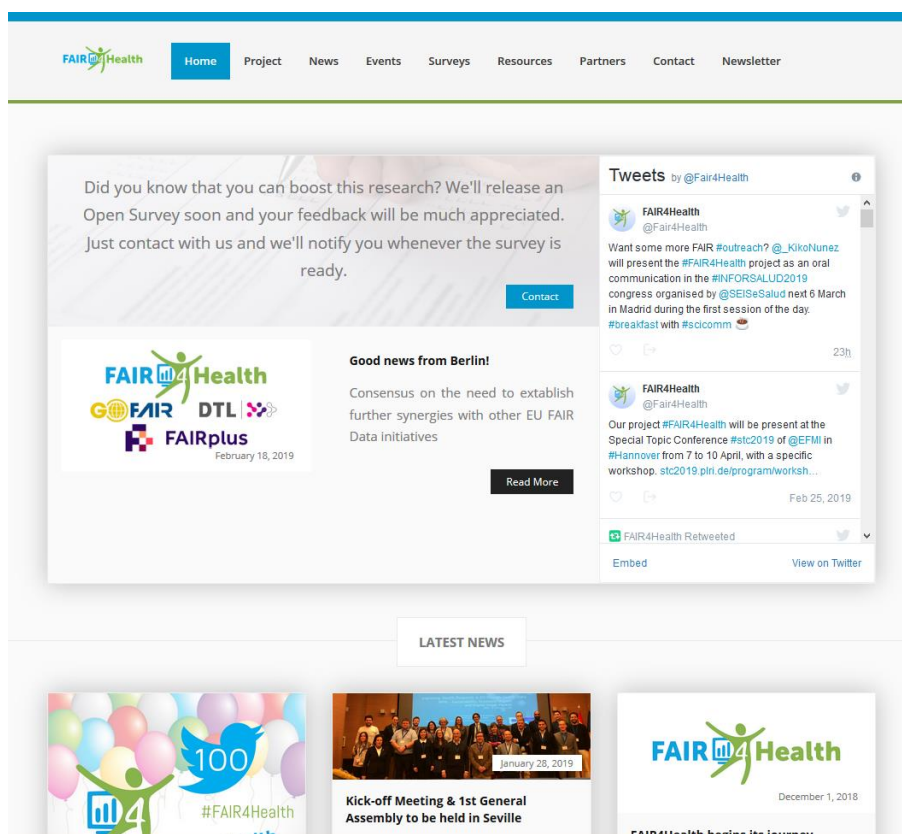 FAIR4Health
Home
Project
News
Events
Surveys
Resources
Partners
Contact
Newsletter
Did you know that you can boost this research? We'll release an
Open Survey soon and your feedback will be much appreciated.
Just contact with us and we'll notify you whenever the survey is
ready.
Contact
FAIR4Health
GOFAIR DTL
FAIRplus
February 18, 2019
Good news from Berlin!
Consensus on the need to extablish
further synergies with other EU FAIR
Data initiatives
Read More
Tweets by @Fair4Health
FAIR4Health
@Fair4Health
Want some more FAIR #outreach? @_KikoNunez
will present the #FAIR4Health project as an oral
communication in the #INFORSALUD2019
congress organised by @SEISeSalud next 6 March
in Madrid during the first session of the day.
#breakfast with #scicomm ☕
23h
FAIR4Health
@Fair4Health
Our project #FAIR4Health will be present at the
Special Topic Conference #stc2019 of @EFMI in
#Hannover from 7 to 10 April, with a specific
workshop. stc2019.plri.de/program/worksh…
Feb 25, 2019
FAIR4Health Retweeted
Embed
View on Twitter
LATEST NEWS
100
#FAIR4Health
4
January 28, 2019
Kick-off Meeting & 1st General
Assembly to be held in Seville
FAIR4Health
December 1, 2018
FAIR4Health begins its journey